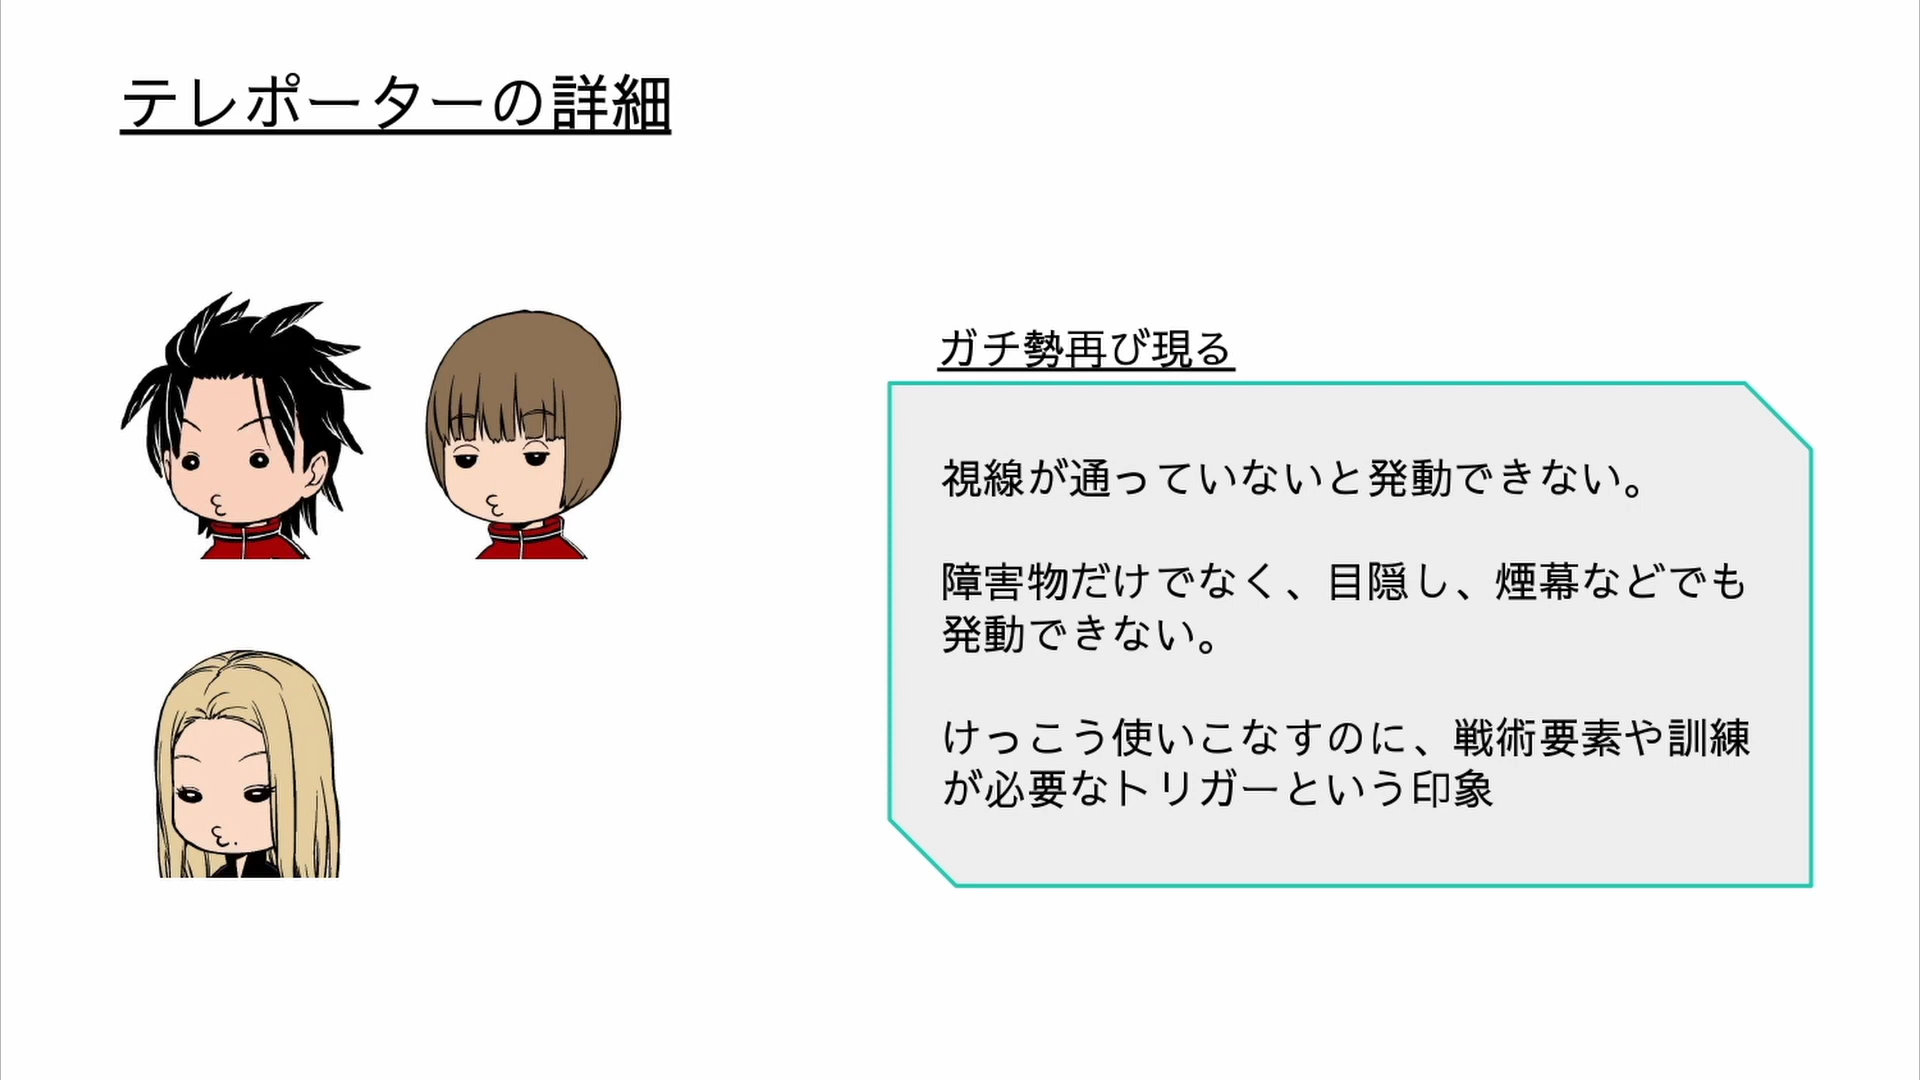 テレポーターの詳細
ガチ勢再び現る
視線が通っていないと発動できない。
障害物だけでなく、目隠し、煙幕などでも
発動できない。
けっこう使いこなすのに、戦術要素や訓練
が必要なトリガーという印象